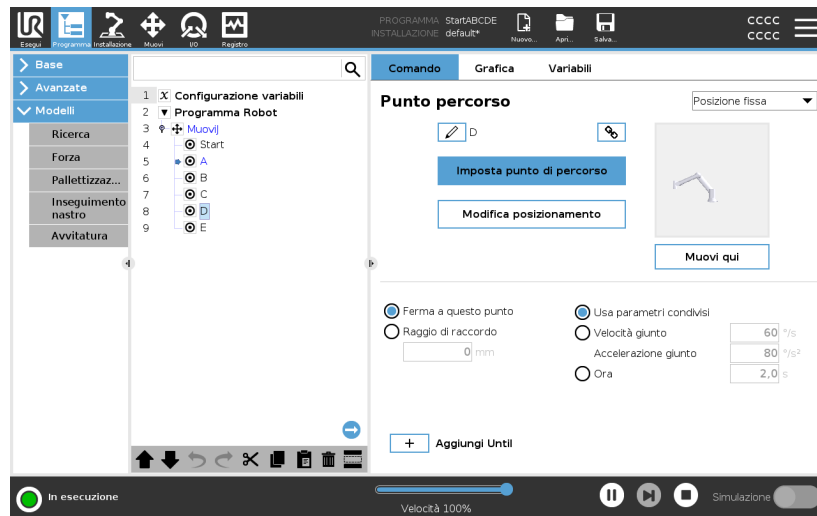 UR
PROGRAMMA StartABCDE
INSTALLAZIONE default*
CCCC
CCCC
Esegui Programma Installazione Muovi I/O Registro
Nuovo... Apri... Salva...
Base
Avanzate
Modelli
Ricerca
Forza
Pallettizzaz...
Inseguimento
nastro
Avvitatura
1 X Configurazione variabili
2 Programma Robot
3 MuoviJ
4 Start
5 A
6 B
7 C
8 D
9 E
Comando Grafica Variabili
Punto percorso
Posizione fissa
D
Imposta punto di percorso
Modifica posizionamento
Muovi qui
Ferma a questo punto
Raggio di raccordo
0 mm
Usa parametri condivisi
Velocità giunto 60 °/s
Accelerazione giunto 80 °/s²
Ora 2,0 s
+ Aggiungi Until
In esecuzione
Velocità 100%
Simulazione